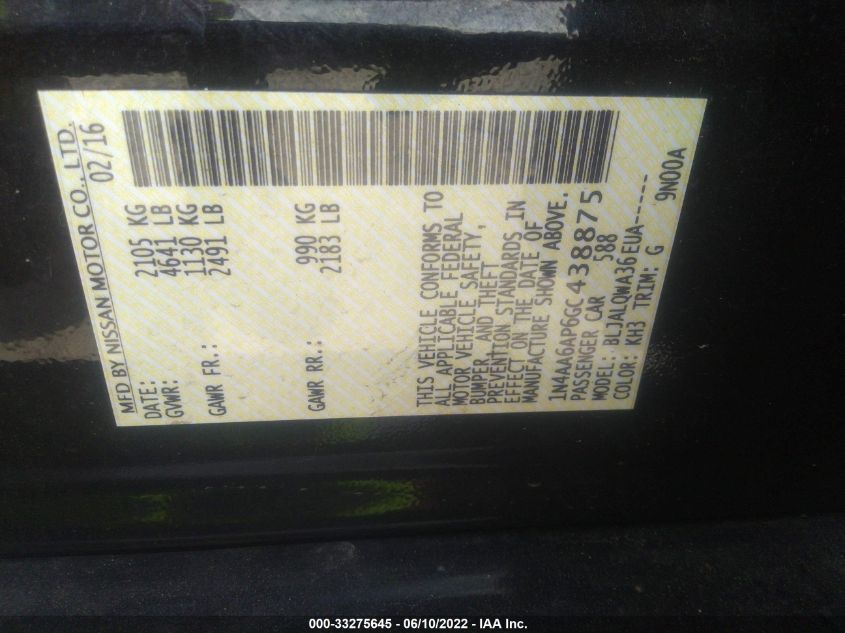 MFD BY NISSAN MOTOR CO., LTD.
DATE: 02/16
GVWR: 2105 KG
4641 LB
GAWR FR.: 1130 KG
2491 LB
GAWR RR.: 990 KG
2183 LB
THIS VEHICLE CONFORMS TO
ALL APPLICABLE FEDERAL
MOTOR VEHICLE SAFETY,
BUMPER, AND THEFT
PREVENTION STANDARDS IN
EFFECT ON THE DATE OF
MANUFACTURE SHOWN ABOVE.
1N4AA6AP6GC438875
PASSENGER CAR 588
MODEL: BLJALQWA36EUA------
COLOR: KH3 TRIM: G 9N00A
000-33275645 - 06/10/2022 - IAA Inc.